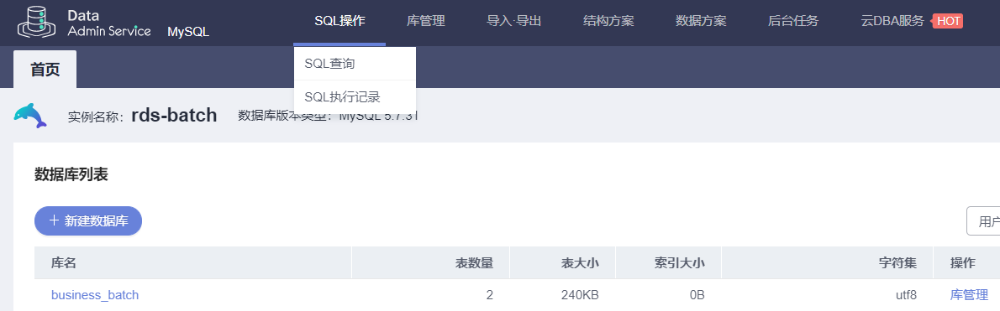 Data
Admin Service MySQL
SQL操作 库管理 导入·导出 结构方案 数据方案 后台任务 云DBA服务 HOT
首页
SQL查询
SQL执行记录
实例名称: rds-batch 数据库版本类型: MySQL 5.7.31
数据库列表
+ 新建数据库
用户
库名 表数量 表大小 索引大小 字符集 操作
business_batch 2 240KB 0B utf8 库管理